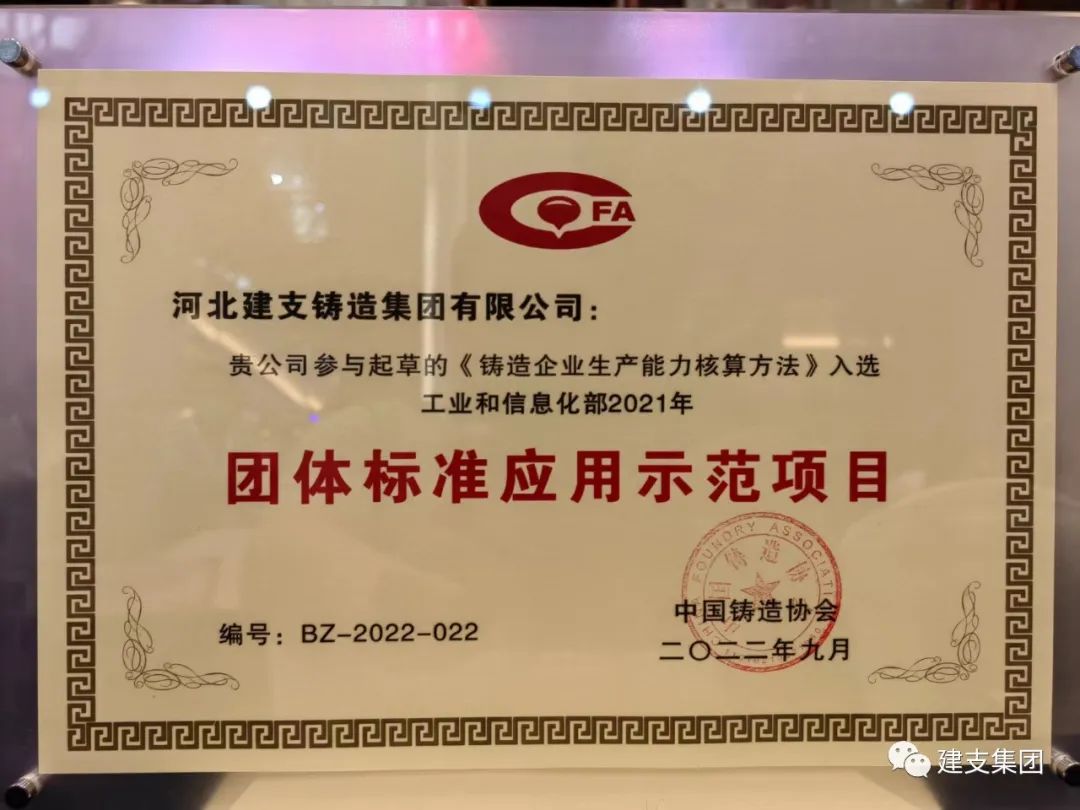 FA
河北建支铸造集团有限公司：
贵公司参与起草的《铸造企业生产能力核算方法》入选
工业和信息化部2021年
团体标准应用示范项目
FOUNDRY ASSOCIATI
中国铸造协会
编号：BZ-2022-022
二〇二二年九月
建支集团